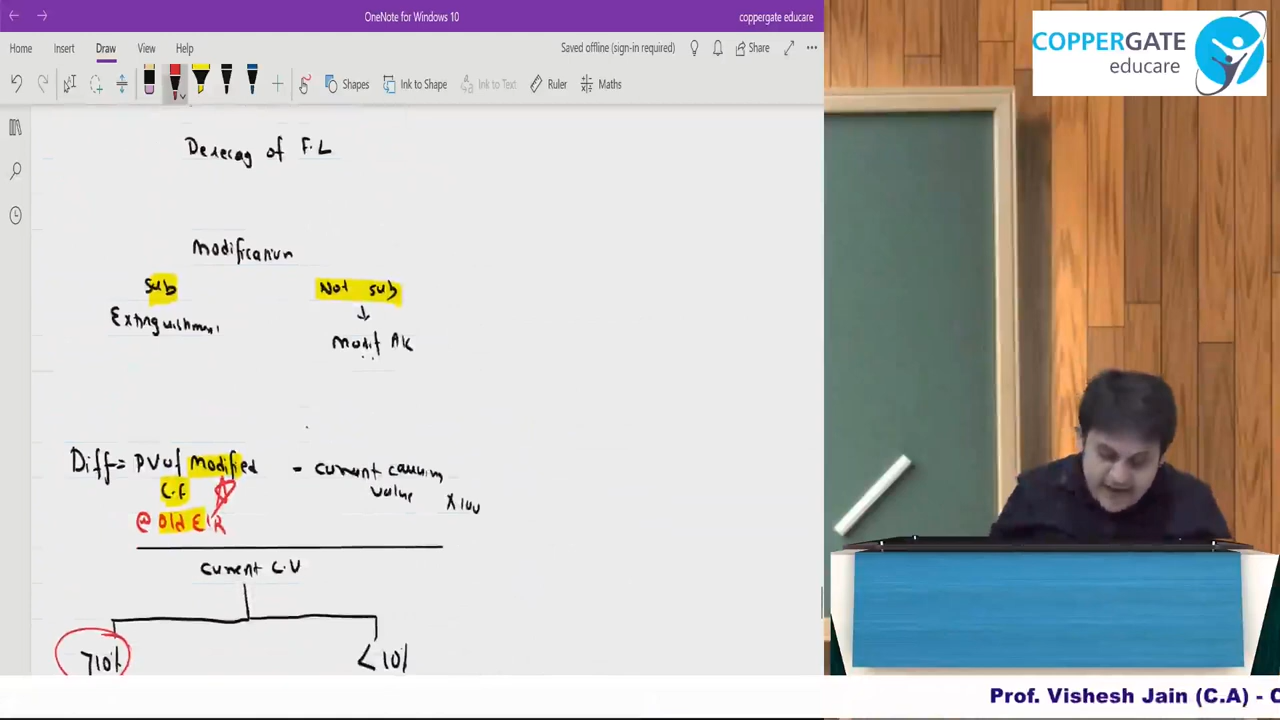 OneNote for Windows 10
coppergate educare
Home Insert Draw View Help
Saved offline (sign-in required)
Share
Shapes
Ink to Shape
Ink to Text
Ruler
Maths
COPPERGATE
educare
Derecog of F.L
Modification
Sub
Not sub
Extinguishment
modif A/c
Diff = PV of Modified
C.F
@ Old EIR
- current carrying
value
x 100
current C.V
>10%
<10%
Prof. Vishesh Jain (C.A) - C